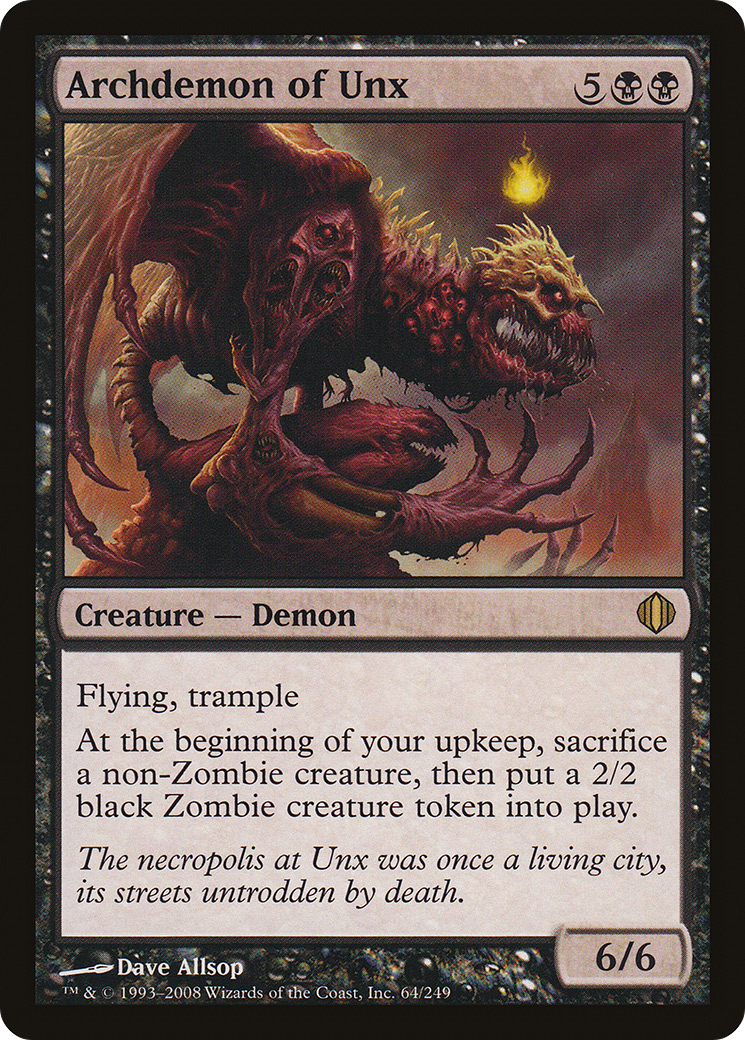 Archdemon of Unx 5
Creature — Demon
Flying, trample
At the beginning of your upkeep, sacrifice
a non-Zombie creature, then put a 2/2
black Zombie creature token into play.
The necropolis at Unx was once a living city,
its streets untrodden by death.
6/6
Dave Allsop
™ & © 1993–2008 Wizards of the Coast, Inc. 64/249